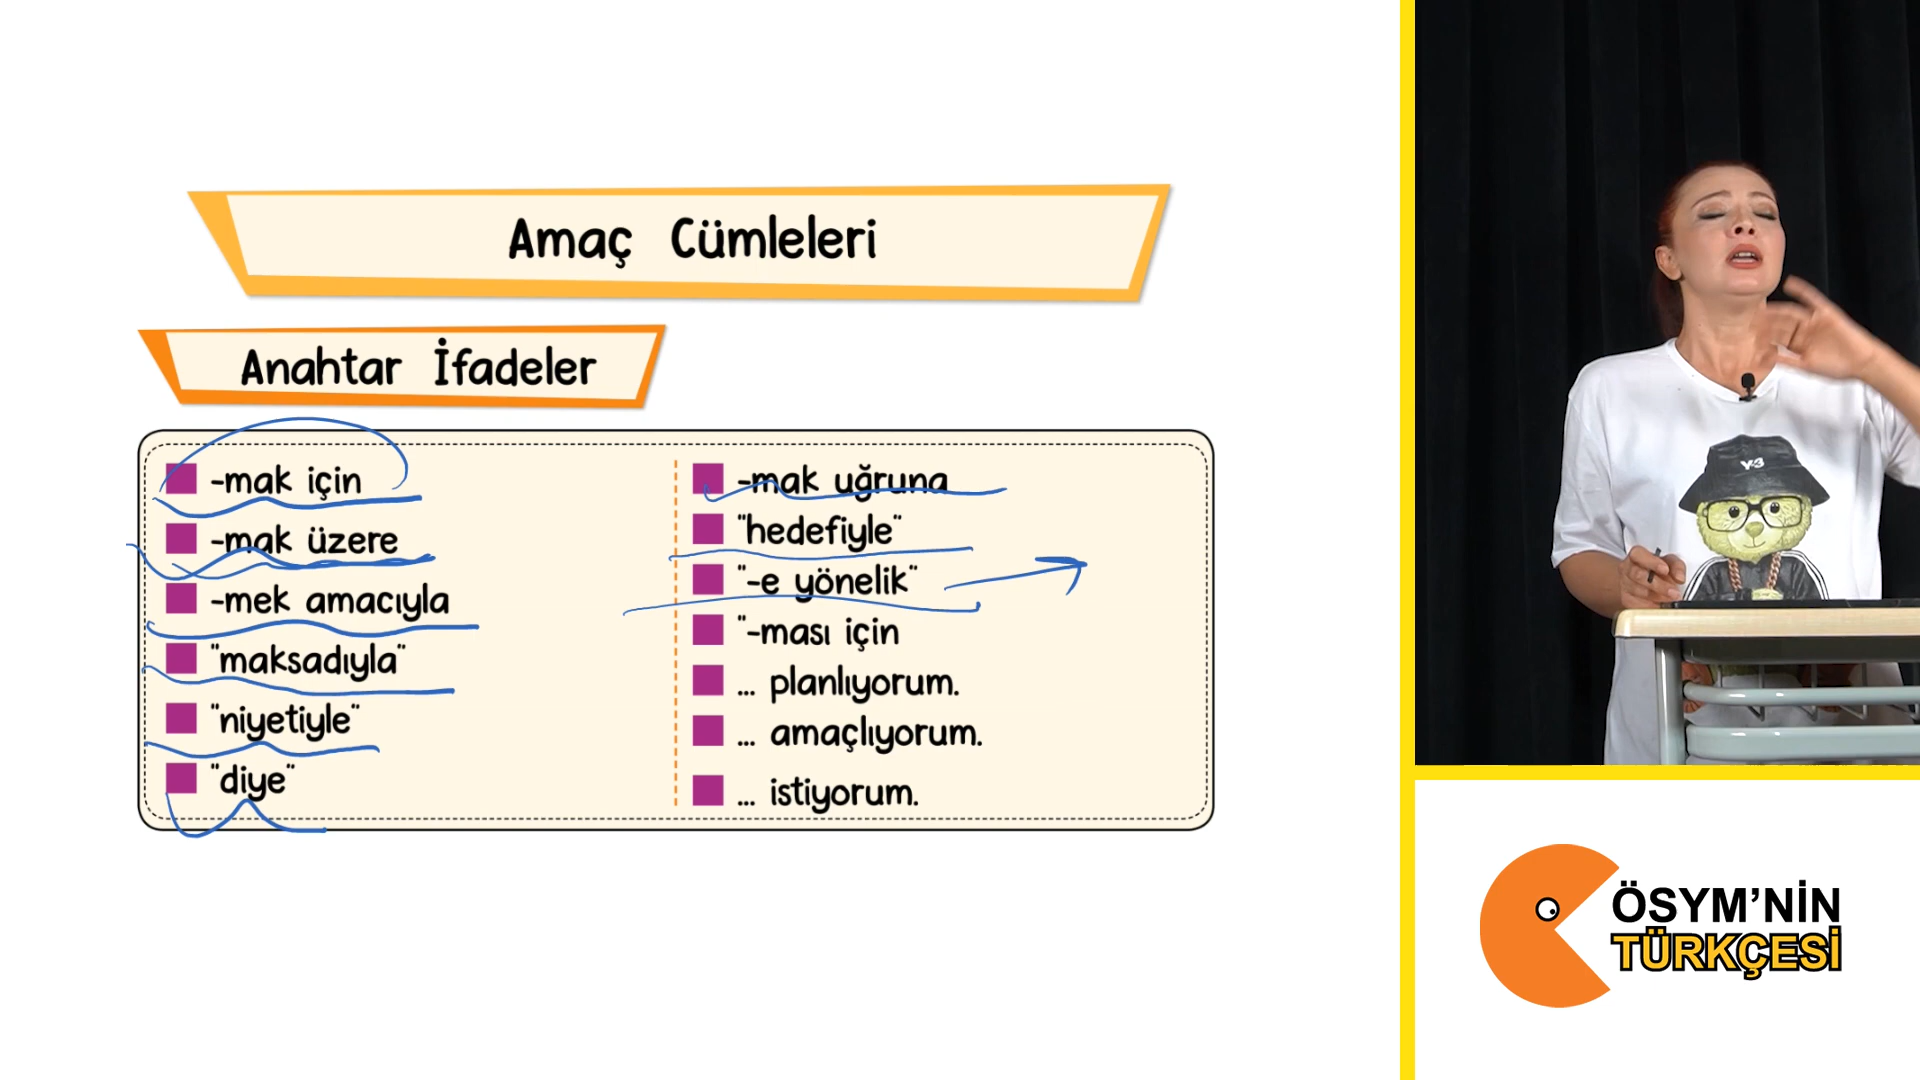 Amaç Cümleleri
Anahtar İfadeler
-mak için
-mak üzere
-mek amacıyla
"maksadıyla"
"niyetiyle"
"diye"
-mak uğruna
"hedefiyle"
"-e yönelik"
"-ması için
... planlıyorum.
... amaçlıyorum.
... istiyorum.
Y-3
ÖSYM'NİN
TÜRKÇESİ